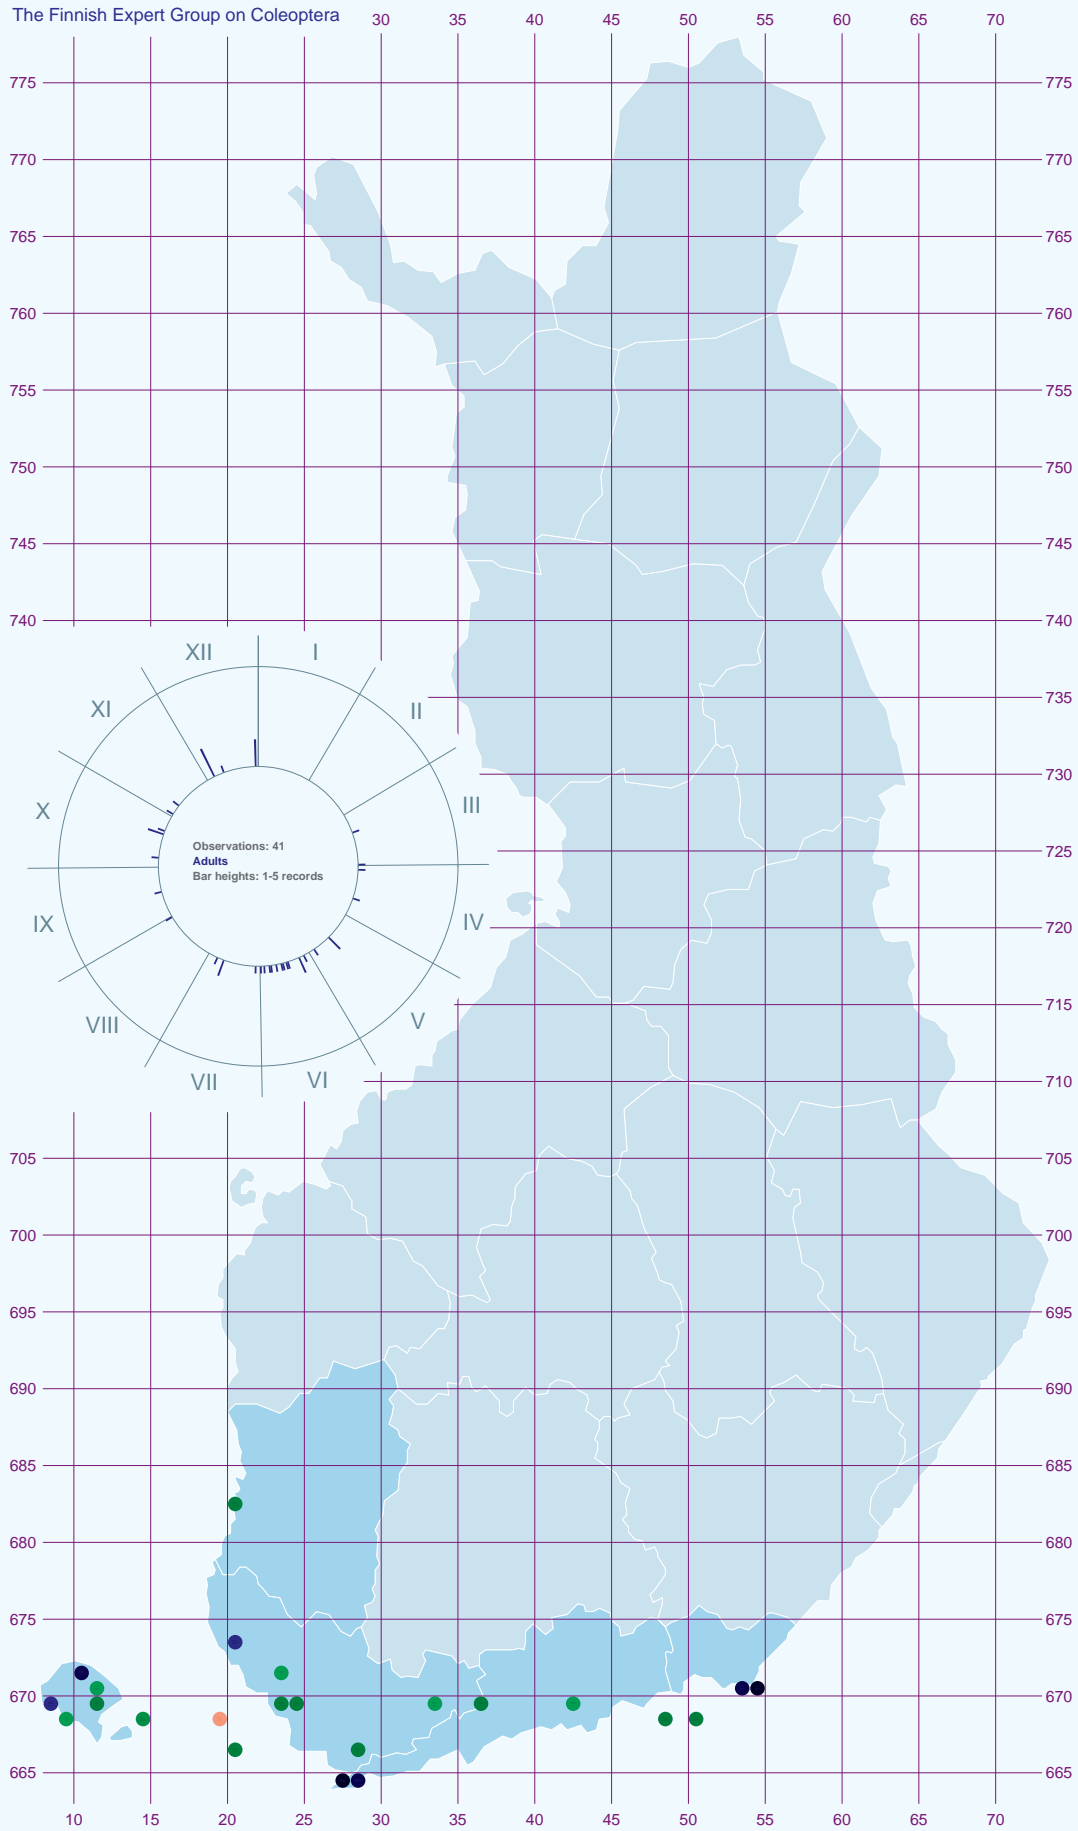 The Finnish Expert Group on Coleoptera
30 35 40 45 50 55 60 65 70
775 775
770 770
765 765
760 760
755 755
750 750
745 745
740 740
XII I
XI II
735
730
X III
Observations: 41
Adults
Bar heights: 1-5 records
725
IX IV 720
715
VIII V
VII VI
710
705 705
700 700
695 695
690 690
685 685
680 680
675 675
670 670
665 665
10 15 20 25 30 35 40 45 50 55 60 65 70